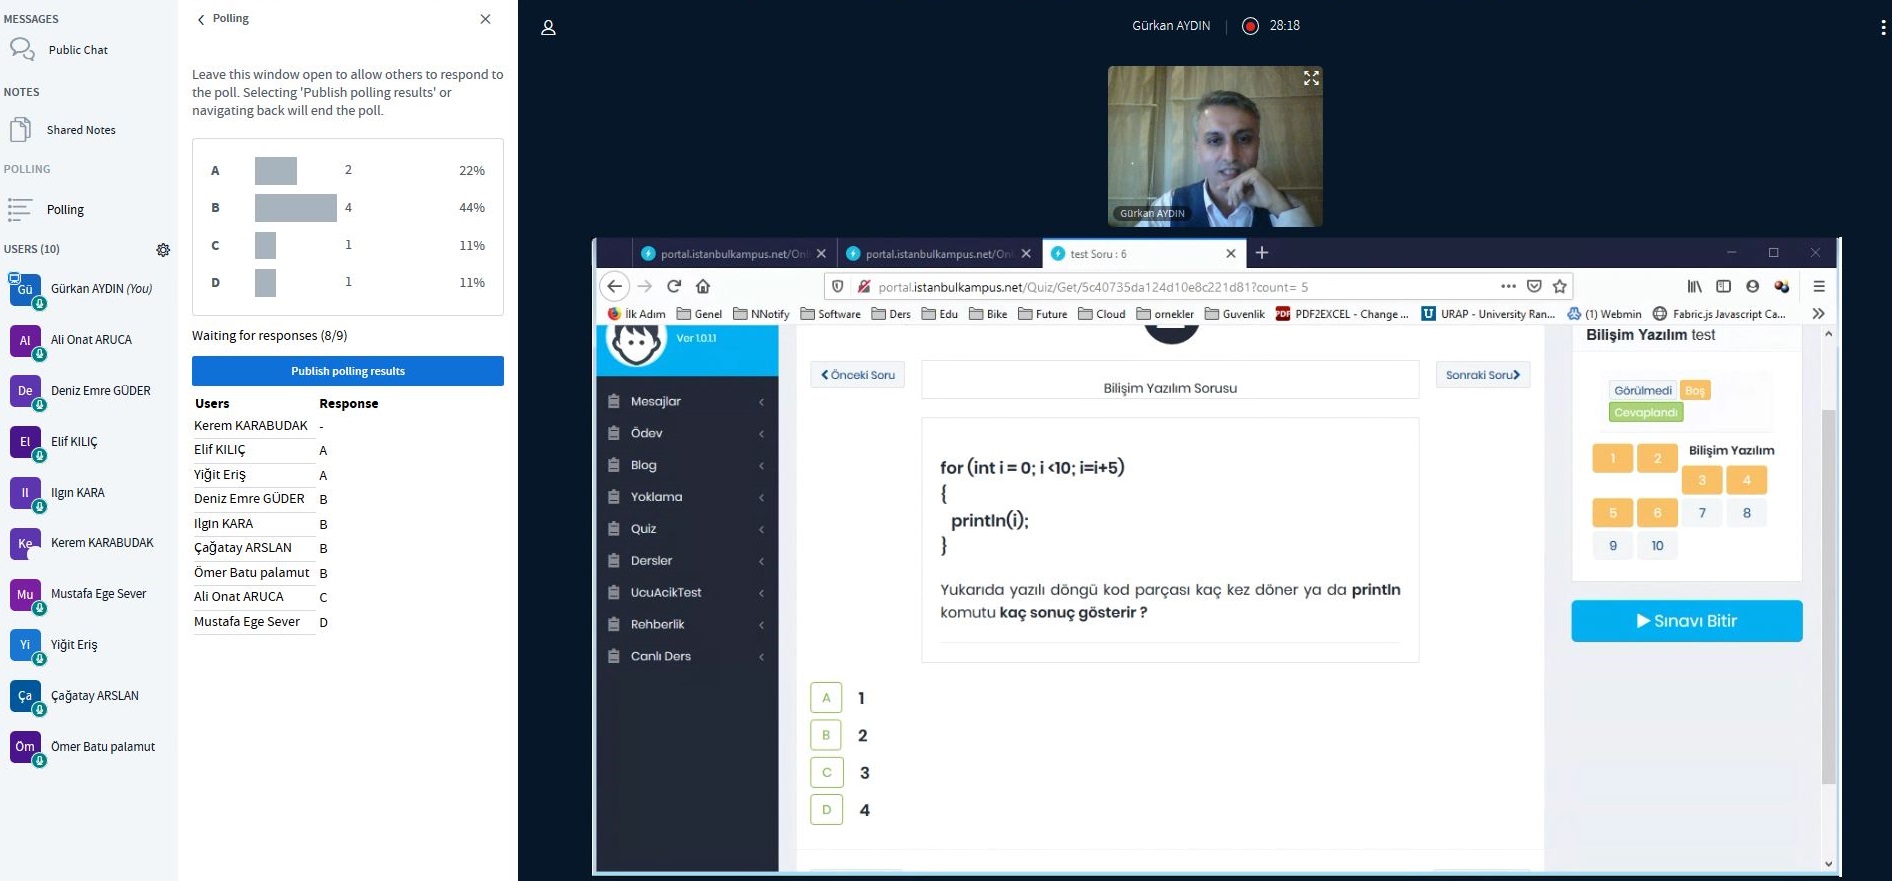 MESSAGES
Public Chat
NOTES
Shared Notes
POLLING
Polling
USERS (10)
Gü
Gürkan AYDIN (You)
Al
Ali Onat ARUCA
De
Deniz Emre GÜDER
El
Elif KILIÇ
Il
Ilgın KARA
Ke
Kerem KARABUDAK
Mu
Mustafa Ege Sever
Yi
Yiğit Eriş
Ça
Çağatay ARSLAN
Öm
Ömer Batu palamut
Polling
Leave this window open to allow others to respond to
the poll. Selecting 'Publish polling results' or
navigating back will end the poll.
A 2 22%
B 4 44%
C 1 11%
D 1 11%
Waiting for responses (8/9)
Publish polling results
Users Response
Kerem KARABUDAK -
Elif KILIÇ A
Yiğit Eriş A
Deniz Emre GÜDER B
Ilgın KARA B
Çağatay ARSLAN B
Ömer Batu palamut B
Ali Onat ARUCA C
Mustafa Ege Sever D
Gürkan AYDIN 28:18
Gürkan AYDIN
portal.istanbulkampus.net/Onl portal.istanbulkampus.net/Onl test Soru : 6
portal.istanbulkampus.net/Quiz/Get/5c40735da124d10e8c221d81?count= 5
İlk Adım Genel NNotify Software Ders Edu Bike Future Cloud ornekler Guvenlik PDF2EXCEL - Change ... URAP - University Ran... (1) Webmin Fabric.js Javascript Ca...
Ver 1.0.1.1
Mesajlar
Ödev
Blog
Yoklama
Quiz
Dersler
UcuAcikTest
Rehberlik
Canlı Ders
Önceki Soru
Bilişim Yazılım Sorusu
Sonraki Soru
for (int i = 0; i <10; i=i+5)
{
println(i);
}
Yukarıda yazılı döngü kod parçası kaç kez döner ya da println
komutu kaç sonuç gösterir ?
A 1
B 2
C 3
D 4
Bilişim Yazılım test
Görülmedi Boş
Cevaplandı
Bilişim Yazılım
1 2 3 4
5 6 7 8
9 10
Sınavı Bitir